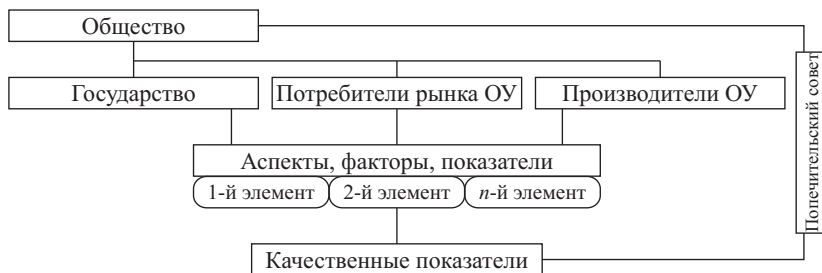 Общество
Государство
Потребители рынка ОУ
Производители ОУ
Попечительский совет
Аспекты, факторы, показатели
1-й элемент
2-й элемент
n-й элемент
Качественные показатели